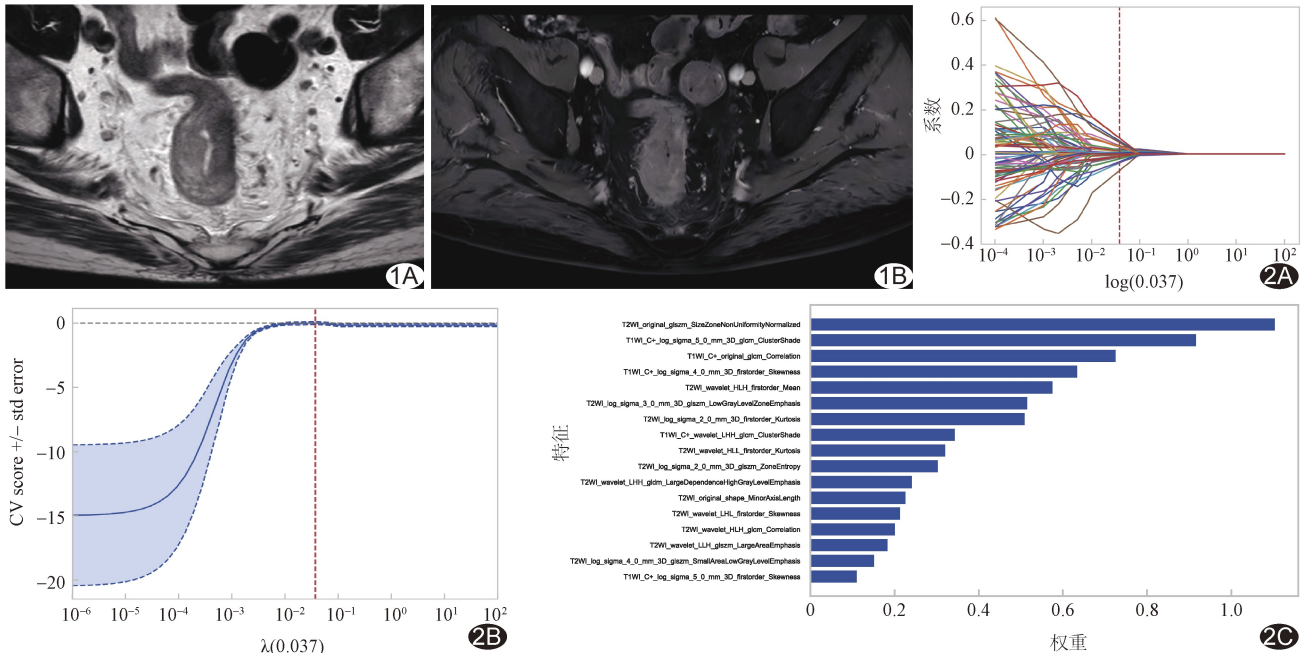 1A
1B
0.6
0.4
0.2
0
−0.2
−0.4
系数
10⁻⁴ 10⁻³ 10⁻² 10⁻¹ 10⁰ 10¹ 10²
log(0.037)
2A
0
−5
−10
−15
−20
CV score +/− std error
10⁻⁶ 10⁻⁵ 10⁻⁴ 10⁻³ 10⁻² 10⁻¹ 10⁰ 10¹ 10²
λ(0.037)
2B
特征
T2WI_original_glszm_SizeZoneNonUniformityNormalized
T1WI_C+_log_sigma_5_0_mm_3D_glcm_ClusterShade
T1WI_C+_original_glcm_Correlation
T1WI_C+_log_sigma_4_0_mm_3D_firstorder_Skewness
T2WI_wavelet_HLH_firstorder_Mean
T2WI_log_sigma_3_0_mm_3D_glszm_LowGrayLevelZoneEmphasis
T2WI_log_sigma_2_0_mm_3D_firstorder_Kurtosis
T1WI_C+_wavelet_LHH_glcm_ClusterShade
T2WI_wavelet_HLL_firstorder_Kurtosis
T2WI_log_sigma_2_0_mm_3D_glszm_ZoneEntropy
T2WI_wavelet_LHH_gldm_LargeDependenceHighGrayLevelEmphasis
T2WI_original_shape_MinorAxisLength
T2WI_wavelet_LHL_firstorder_Skewness
T2WI_wavelet_HLH_glcm_Correlation
T2WI_wavelet_LLH_glszm_LargeAreaEmphasis
T2WI_log_sigma_4_0_mm_3D_glszm_SmallAreaLowGrayLevelEmphasis
T1WI_C+_log_sigma_5_0_mm_3D_firstorder_Skewness
0 0.2 0.4 0.6 0.8 1.0
权重
2C